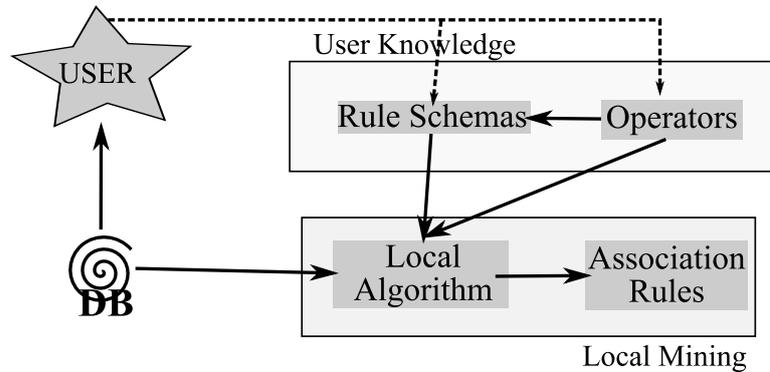 User Knowledge
USER
Rule Schemas
Operators
Local
Algorithm
Association
Rules
DB
Local Mining